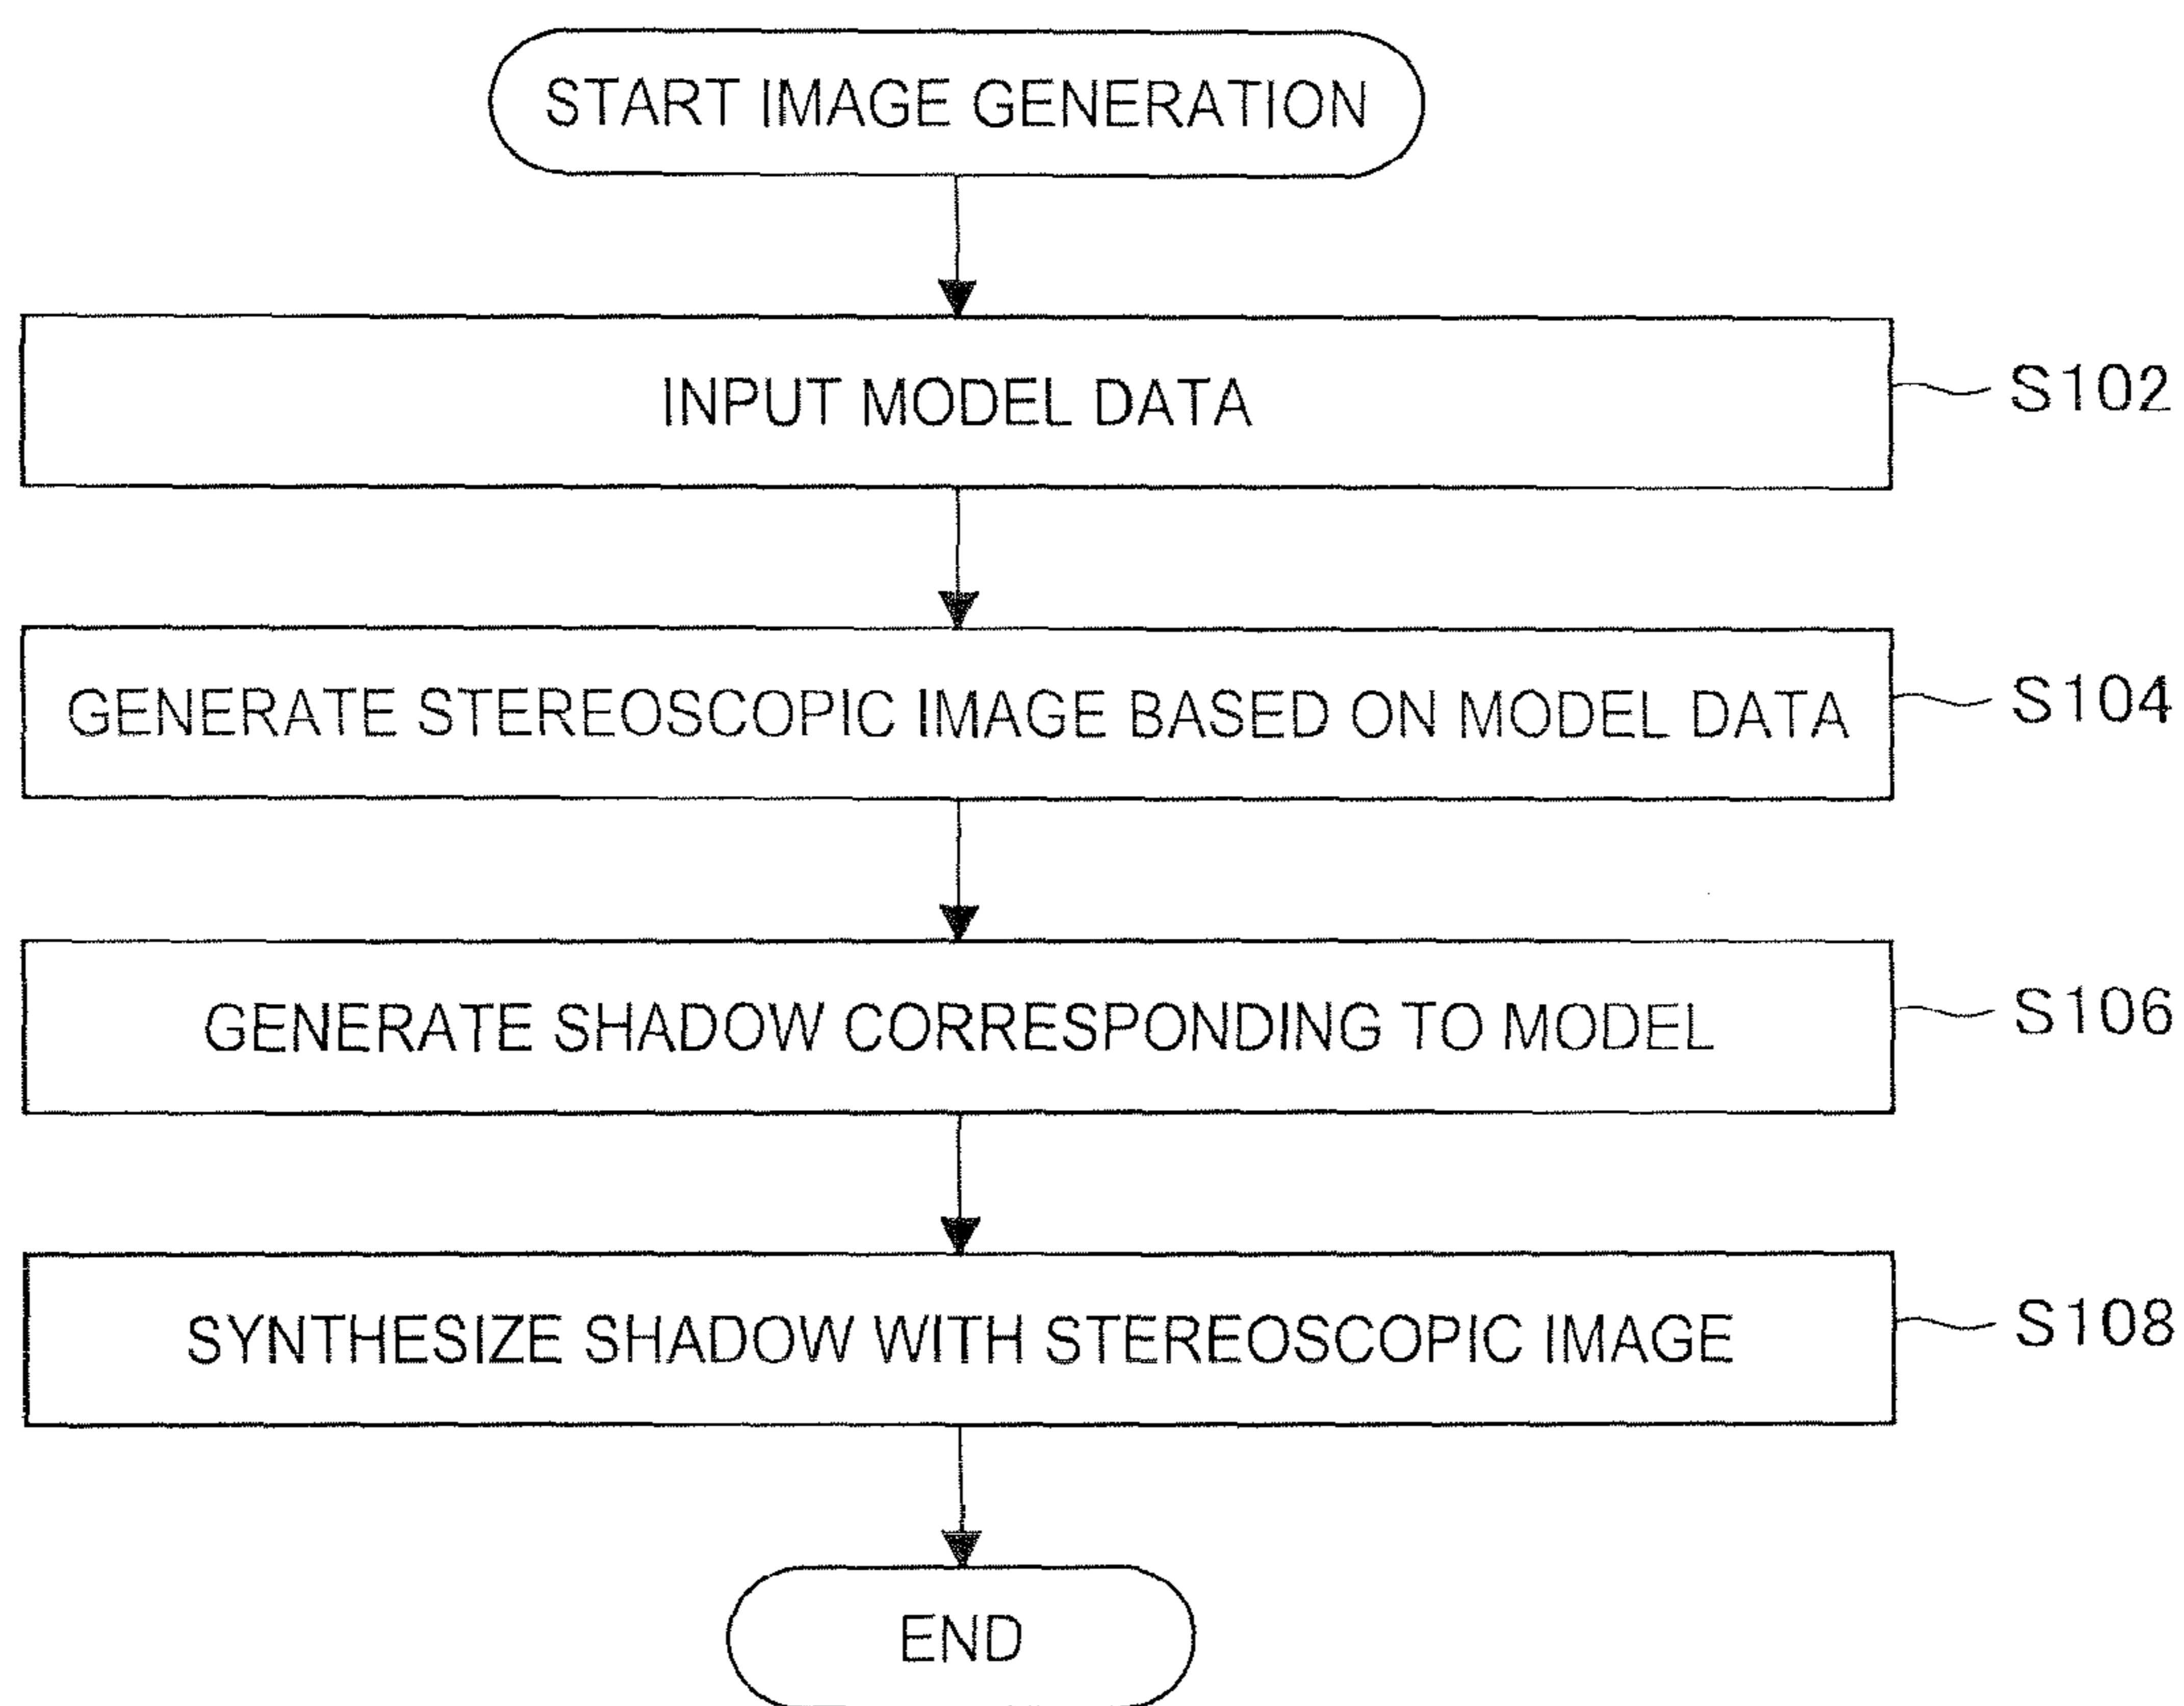 START IMAGE GENERATION
INPUT MODEL DATA
S102
GENERATE STEREOSCOPIC IMAGE BASED ON MODEL DATA
S104
GENERATE SHADOW CORRESPONDING TO MODEL
S106
SYNTHESIZE SHADOW WITH STEREOSCOPIC IMAGE
S108
END